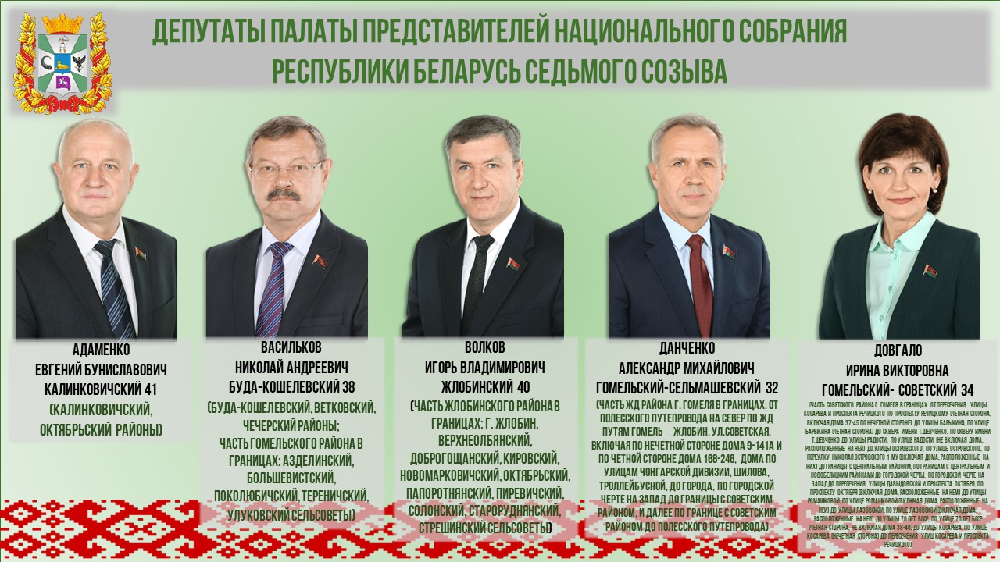 ДЕПУТАТЫ ПАЛАТЫ ПРЕДСТАВИТЕЛЕЙ НАЦИОНАЛЬНОГО СОБРАНИЯ
РЕСПУБЛИКИ БЕЛАРУСЬ СЕДЬМОГО СОЗЫВА
АДАМЕНКО
ЕВГЕНИЙ БУНИСЛАВОВИЧ
КАЛИНКОВИЧСКИЙ 41
(КАЛИНКОВИЧСКИЙ,
ОКТЯБРЬСКИЙ РАЙОНЫ)
ВАСИЛЬКОВ
НИКОЛАЙ АНДРЕЕВИЧ
БУДА-КОШЕЛЕВСКИЙ 38
(БУДА-КОШЕЛЕВСКИЙ, ВЕТКОВСКИЙ,
ЧЕЧЕРСКИЙ РАЙОНЫ;
ЧАСТЬ ГОМЕЛЬСКОГО РАЙОНА В
ГРАНИЦАХ: АЗДЕЛИНСКИЙ,
БОЛЬШЕВИСТСКИЙ,
ПОКОЛЮБИЧСКИЙ, ТЕРЕНИЧСКИЙ,
УЛУКОВСКИЙ СЕЛЬСОВЕТЫ)
ВОЛКОВ
ИГОРЬ ВЛАДИМИРОВИЧ
ЖЛОБИНСКИЙ 40
(ЧАСТЬ ЖЛОБИНСКОГО РАЙОНА В
ГРАНИЦАХ: Г. ЖЛОБИН,
ВЕРХНЕОЛБЯНСКИЙ,
ДОБРОГОЩАНСКИЙ, КИРОВСКИЙ,
НОВОМАРКОВИЧСКИЙ, ОКТЯБРЬСКИЙ,
ПАПОРОТНЯНСКИЙ, ПИРЕВИЧСКИЙ,
СОЛОНСКИЙ, СТАРОРУДНЯНСКИЙ,
СТРЕШИНСКИЙ СЕЛЬСОВЕТЫ)
ДАНЧЕНКО
АЛЕКСАНДР МИХАЙЛОВИЧ
ГОМЕЛЬСКИЙ-СЕЛЬМАШЕВСКИЙ 32
(ЧАСТЬ ЖД РАЙОНА Г. ГОМЕЛЯ В ГРАНИЦАХ: ОТ
ПОЛЕССКОГО ПУТЕПРОВОДА НА СЕВЕР ПО ЖД
ПУТЯМ ГОМЕЛЬ — ЖЛОБИН, УЛ.СОВЕТСКАЯ,
ВКЛЮЧАЯ ПО НЕЧЕТНОЙ СТОРОНЕ ДОМА 9-141А И
ПО ЧЕТНОЙ СТОРОНЕ ДОМА 168-246, ДОМА ПО
УЛИЦАМ ЧОНГАРСКОЙ ДИВИЗИИ, ШИЛОВА,
ТРОЛЛЕЙБУСНОЙ, ДО ГОРОДА, ПО ГОРОДСКОЙ
ЧЕРТЕ НА ЗАПАД ДО ГРАНИЦЫ С СОВЕТСКИМ
РАЙОНОМ, И ДАЛЕЕ ПО ГРАНИЦЕ С СОВЕТСКИМ
РАЙОНОМ ДО ПОЛЕССКОГО ПУТЕПРОВОДА)
ДОВГАЛО
ИРИНА ВИКТОРОВНА
ГОМЕЛЬСКИЙ- СОВЕТСКИЙ 34
(ЧАСТЬ СОВЕТСКОГО РАЙОНА Г. ГОМЕЛЯ В ГРАНИЦАХ: ОТ ПЕРЕСЕЧЕНИЯ УЛИЦЫ
КОСАРЕВА И ПРОСПЕКТА РЕЧИЦКОГО ПО ПРОСПЕКТУ РЕЧИЦКОМУ (ЧЕТНАЯ СТОРОНА,
ВКЛЮЧАЯ ДОМА 37-45 ПО НЕЧЕТНОЙ СТОРОНЕ) ДО УЛИЦЫ БАРЫКИНА, ПО УЛИЦЕ
БАРЫКИНА (ЧЕТНАЯ СТОРОНА) ДО СКВЕРА ИМЕНИ Т.ШЕВЧЕНКО, ПО СКВЕРУ ИМЕНИ
Т.ШЕВЧЕНКО ДО УЛИЦЫ РАДОСТИ, ПО УЛИЦЕ РАДОСТИ (НЕ ВКЛЮЧАЯ ДОМА,
РАСПОЛОЖЕННЫЕ НА НЕЙ) ДО УЛИЦЫ ОСТРОВСКОГО, ПО УЛИЦЕ ОСТРОВСКОГО, ПО
ПЕРЕУЛКУ НИКОЛАЯ ОСТРОВСКОГО 1-МУ (ВКЛЮЧАЯ ДОМА, РАСПОЛОЖЕННЫЕ НА
НИХ) ДО ГРАНИЦЫ С ЦЕНТРАЛЬНЫМ РАЙОНОМ, ПО ГРАНИЦАМ С ЦЕНТРАЛЬНЫМ И
НОВОБЕЛИЦКИМ РАЙОНАМИ ДО ГОРОДСКОЙ ЧЕРТЫ, ПО ГОРОДСКОЙ ЧЕРТЕ НА
ЗАПАД ДО ПЕРЕСЕЧЕНИЯ УЛИЦЫ ДАВЫДОВСКОЙ И ПРОСПЕКТА ОКТЯБРЯ, ПО
ПРОСПЕКТУ ОКТЯБРЯ (ВКЛЮЧАЯ ДОМА, РАСПОЛОЖЕННЫЕ НА НЕМ) ДО УЛИЦЫ
РОМАШКОВОЙ, ПО УЛИЦЕ РОМАШКОВОЙ (ВКЛЮЧАЯ ДОМА, РАСПОЛОЖЕННЫЕ НА
НЕЙ) ДО УЛИЦЫ ЛАЗОВСКОЙ, ПО УЛИЦЕ ЛАЗОВСКОЙ (ВКЛЮЧАЯ ДОМА,
РАСПОЛОЖЕННЫЕ НА НЕЙ) ДО УЛИЦЫ 70 ЛЕТ БССР, ПО УЛИЦЕ 70 ЛЕТ БССР
(ЧЕТНАЯ СТОРОНА, НЕ ВКЛЮЧАЯ ДОМА 38-48) ДО УЛИЦЫ КОСАРЕВА, ПО УЛИЦЕ
КОСАРЕВА (НЕЧЕТНАЯ СТОРОНА) ДО ПЕРЕСЕЧЕНИЯ УЛИЦ КОСАРЕВА И ПРОСПЕКТА
РЕЧИЦКОГО)